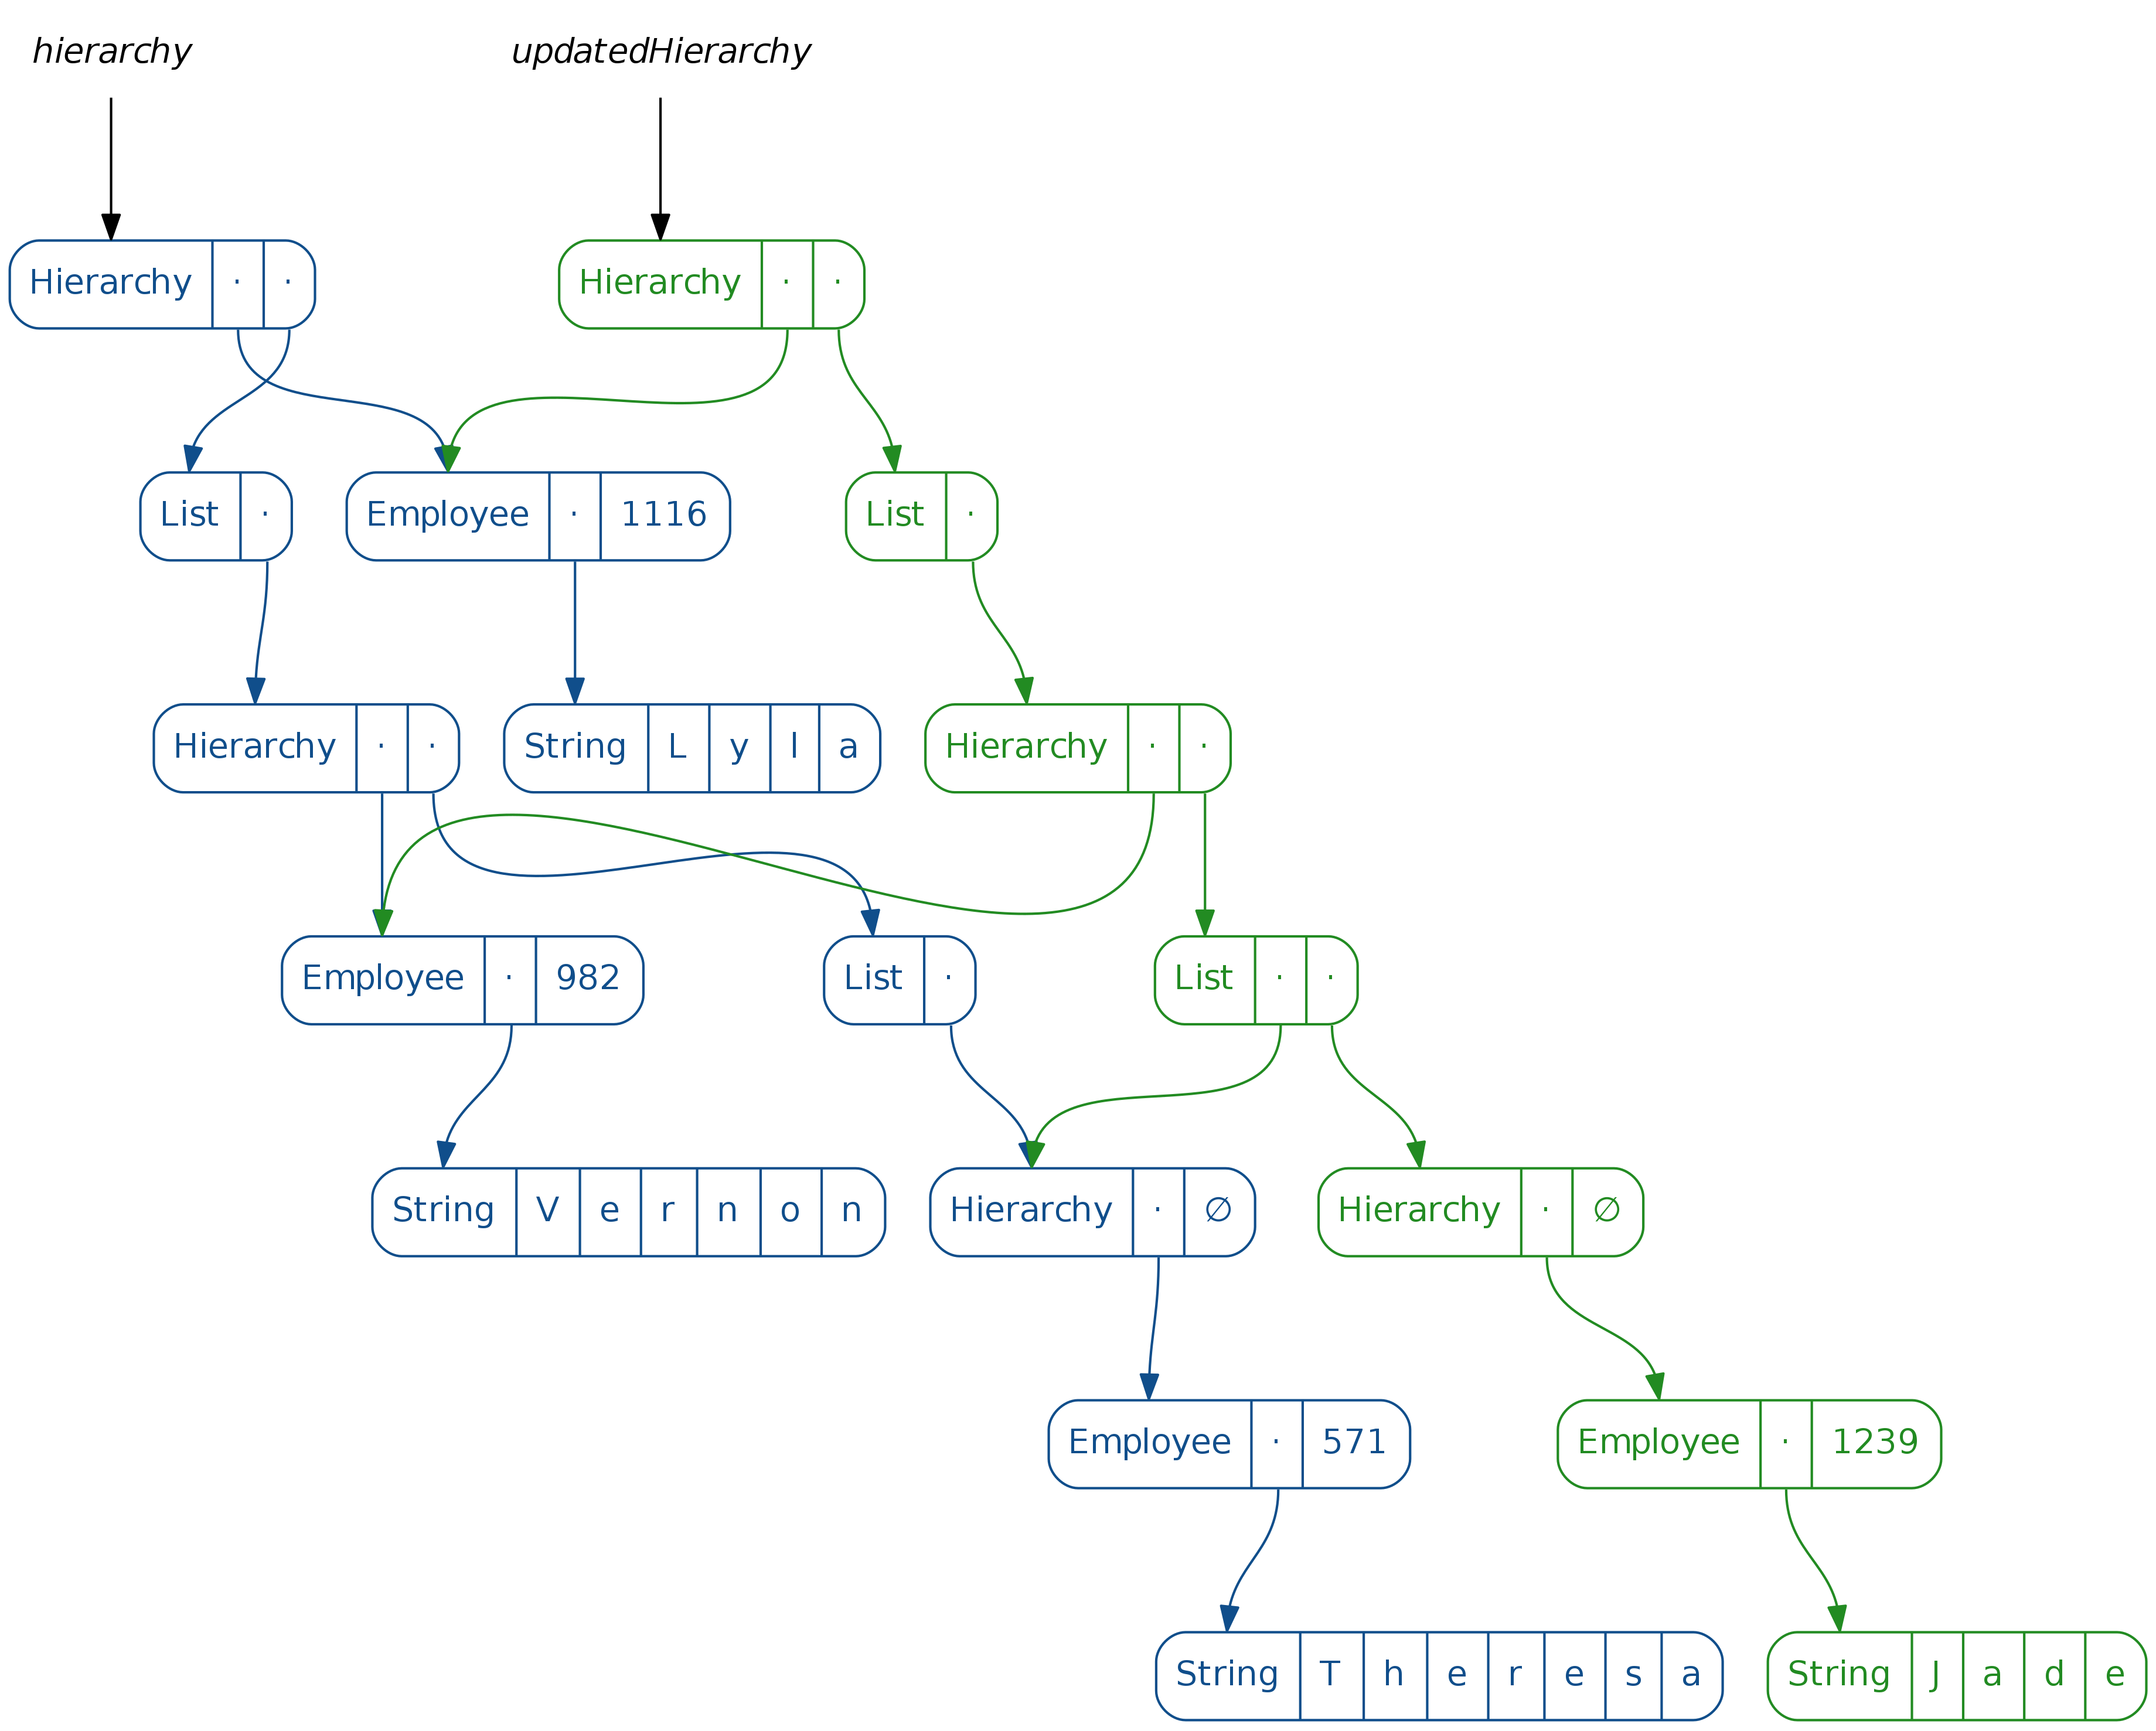 hierarchy updatedHierarchy
Hierarchy · · Hierarchy · ·
List · Employee · 1116 List ·
Hierarchy · · String L y l a Hierarchy · ·
Employee · 982 List · List · ·
String V e r n o n Hierarchy · ∅ Hierarchy · ∅
Employee · 571 Employee · 1239
String T h e r e s a String J a d e